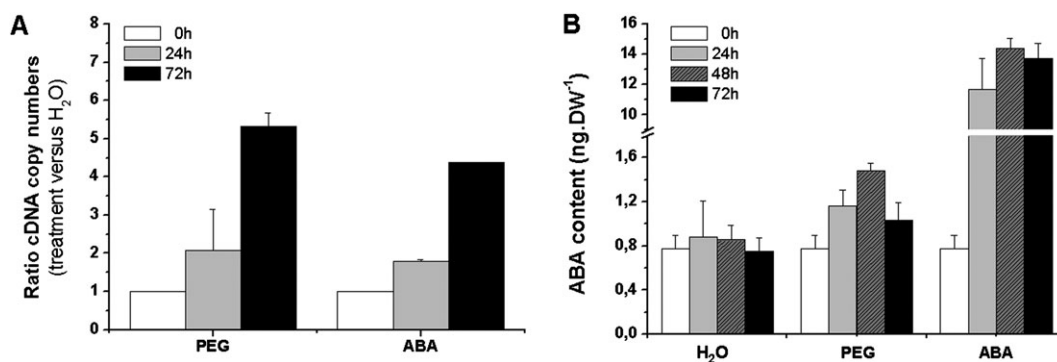 A
Ratio cDNA copy numbers
(treatment versus H₂O)
8
7
6
5
4
3
2
1
0
0h
24h
72h
PEG
ABA
B
ABA content (ng.DW⁻¹)
16
14
12
10
1,6
1,2
0,8
0,4
0,0
0h
24h
48h
72h
H₂O
PEG
ABA